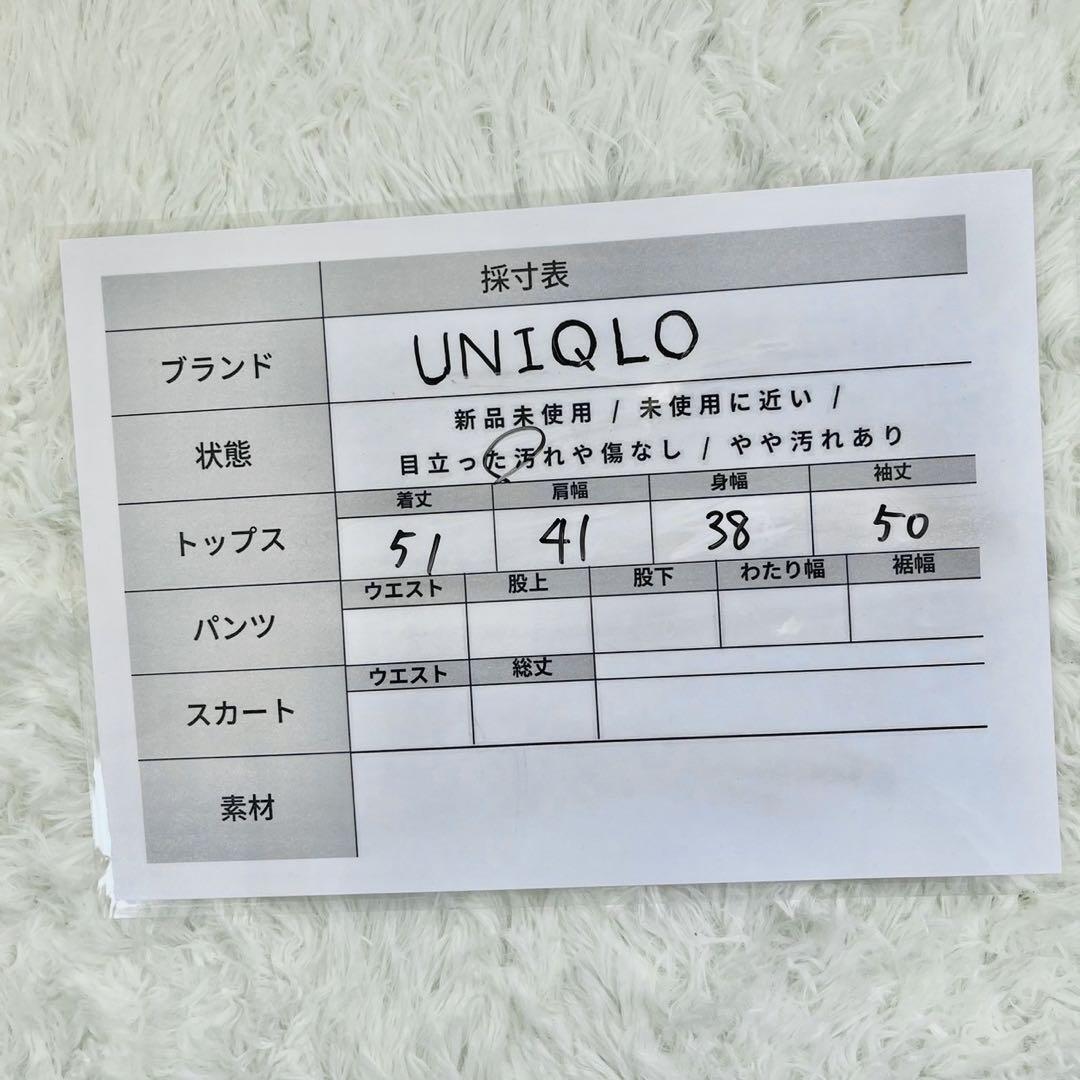 採寸表
ブランド UNIQLO
状態 新品未使用 / 未使用に近い /
目立った汚れや傷なし / やや汚れあり
着丈 肩幅 身幅 袖丈
トップス 51 41 38 50
ウエスト 股上 股下 わたり幅 裾幅
パンツ
ウエスト 総丈
スカート
素材